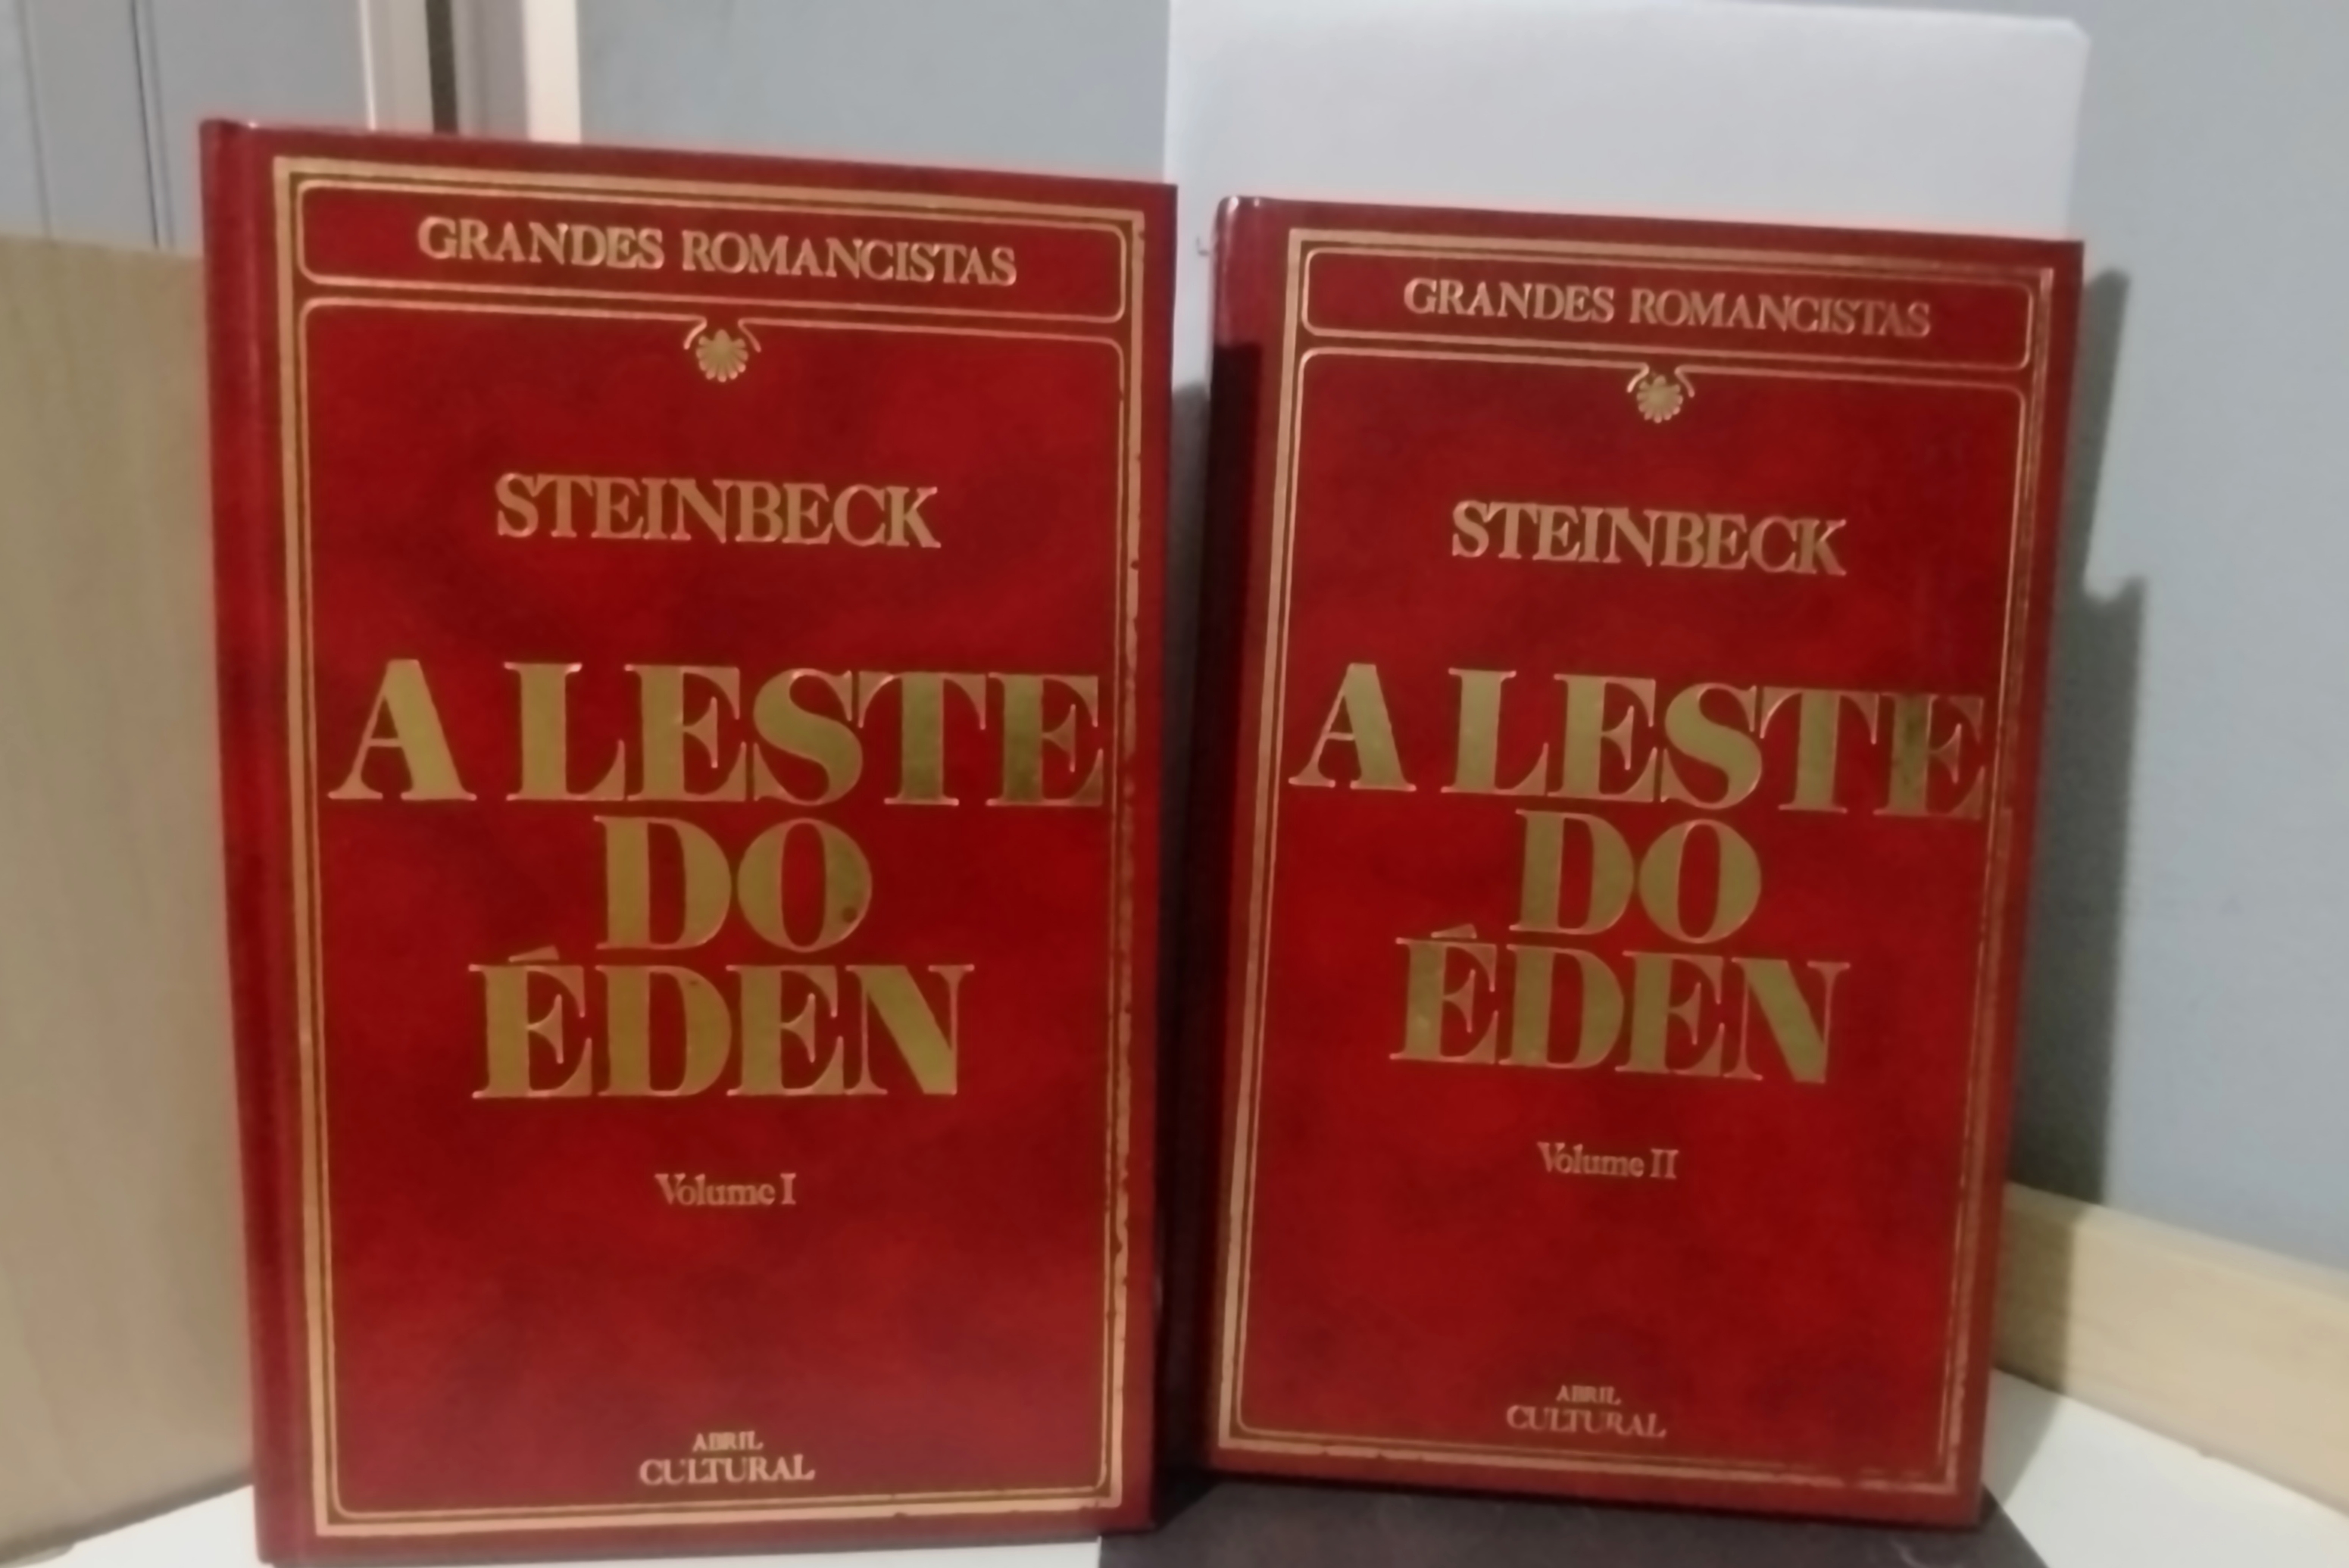 GRANDES ROMANCISTAS
STEINBECK
A LESTE
DO
ÉDEN
Volume I
ABRIL
CULTURAL
GRANDES ROMANCISTAS
STEINBECK
A LESTE
DO
ÉDEN
Volume II
ABRIL
CULTURAL